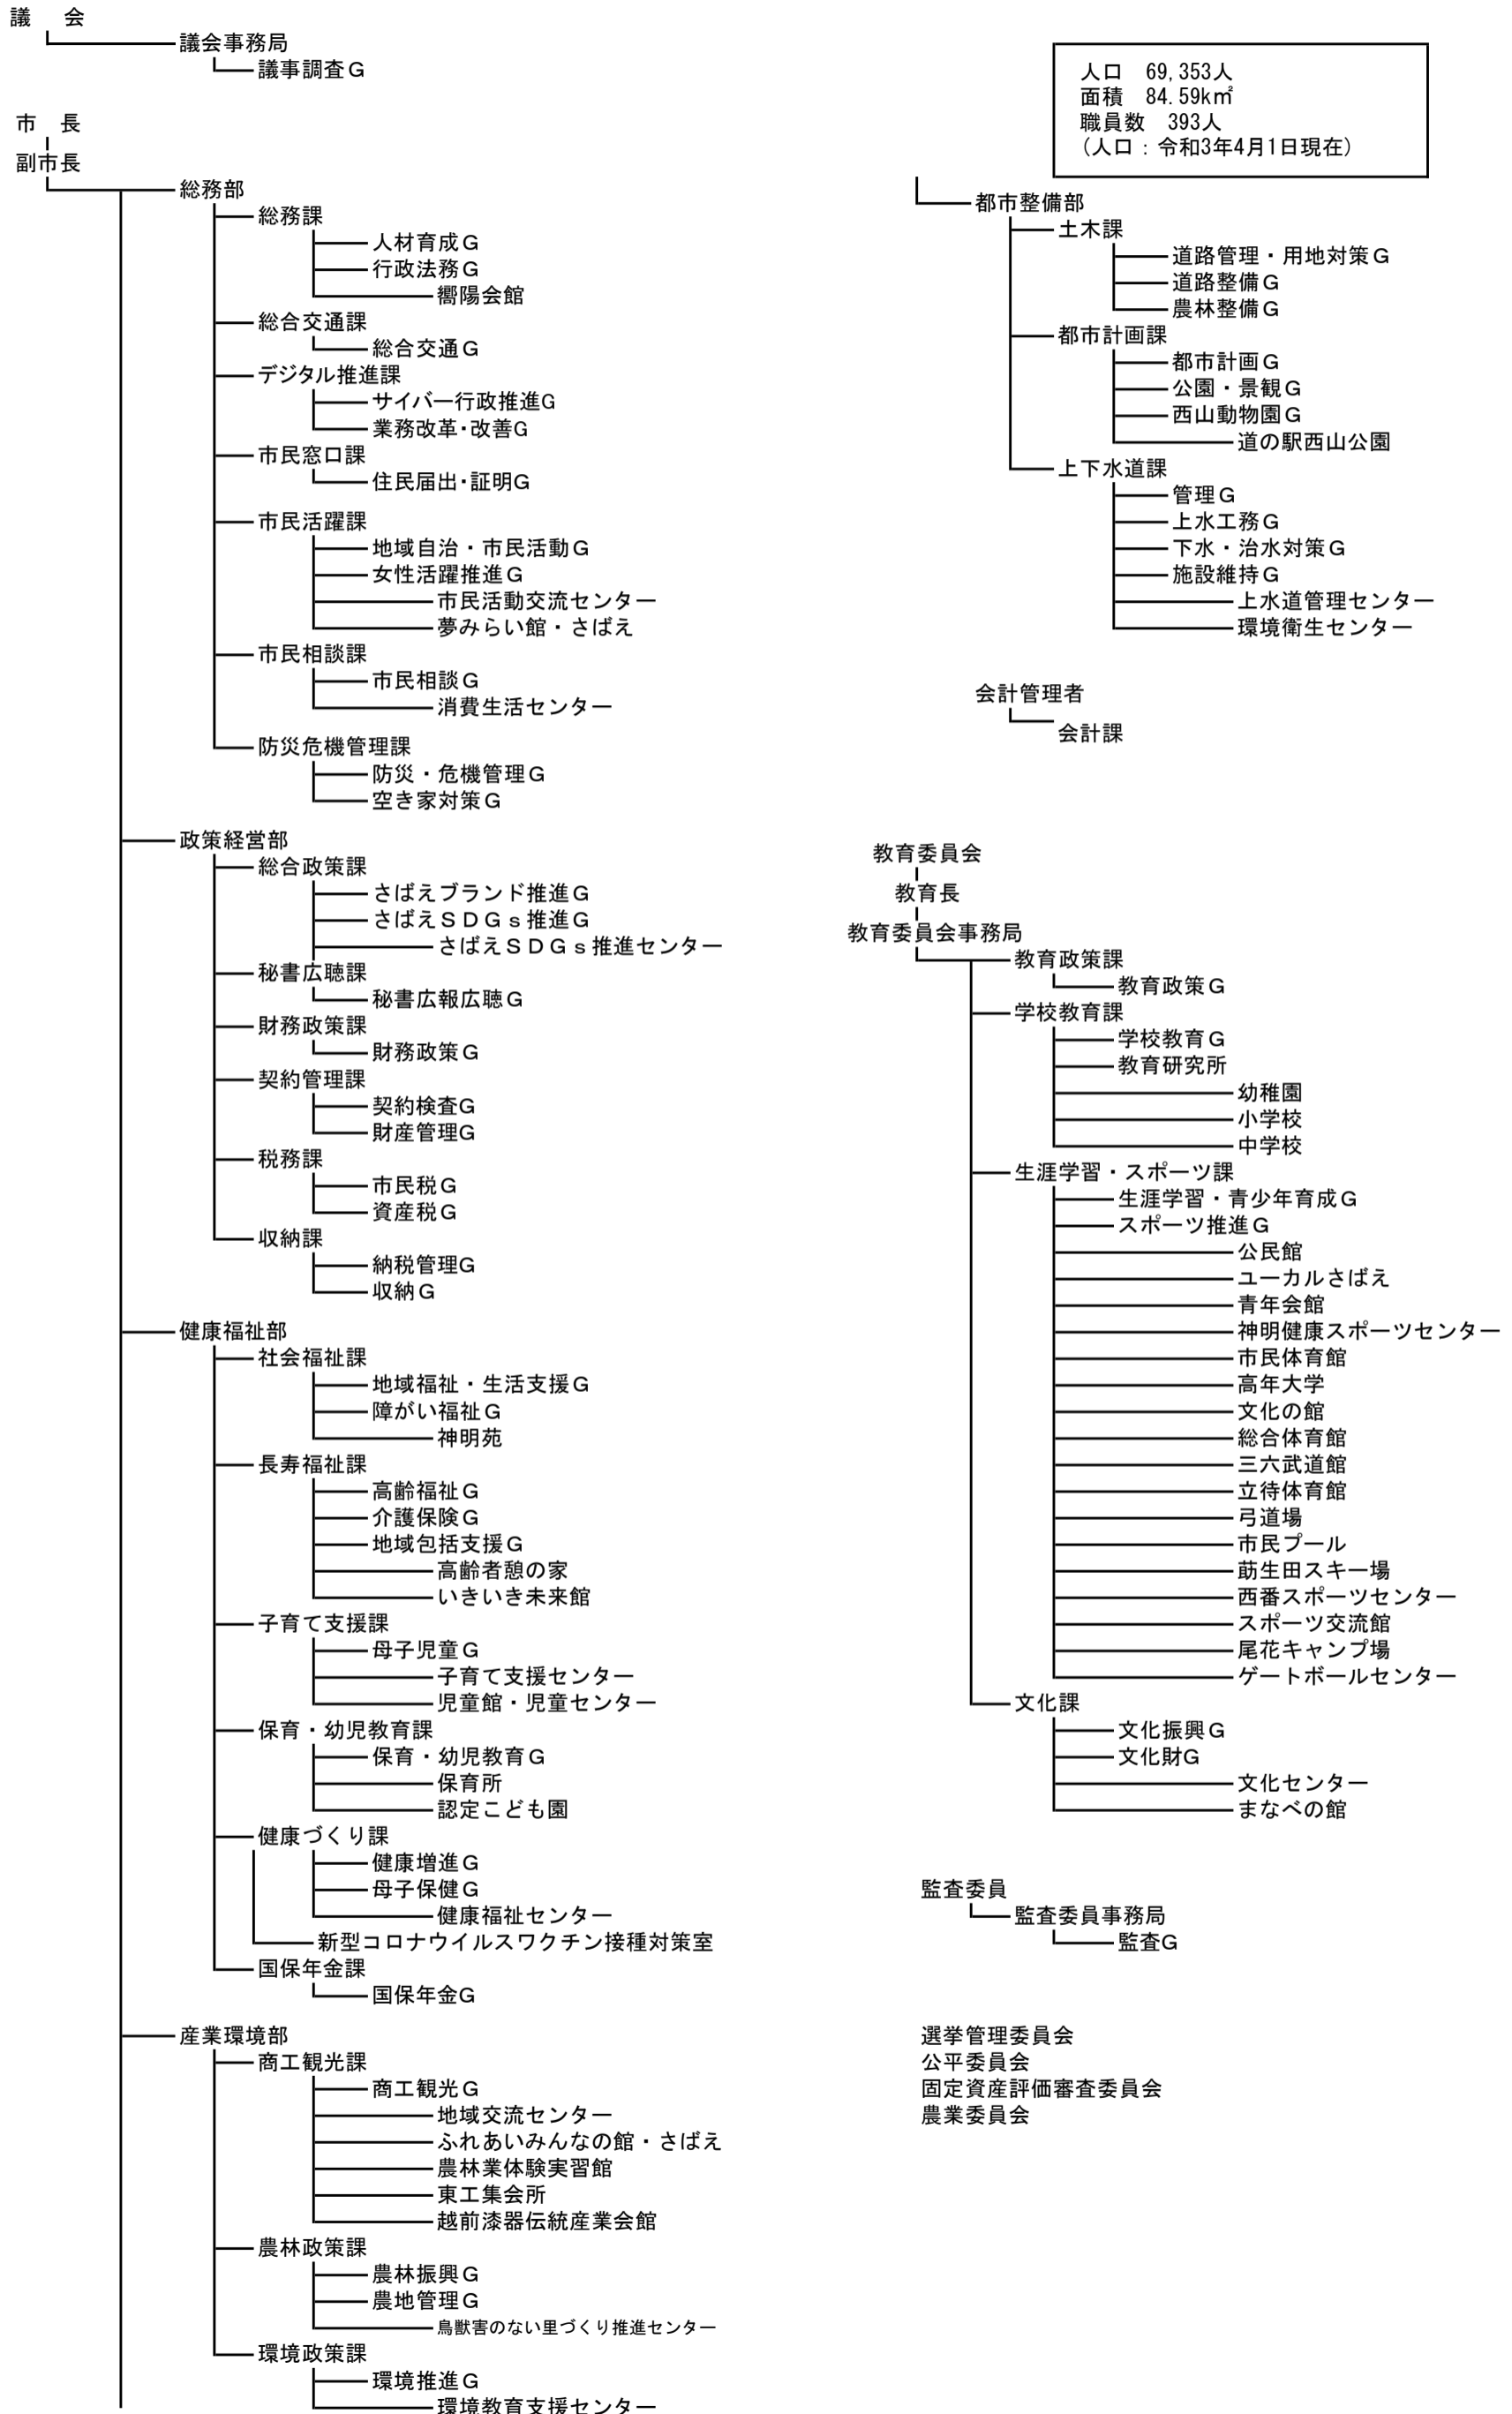 議　会
議会事務局
議事調査Ｇ
市　長
副市長
総務部
総務課
人材育成Ｇ
行政法務Ｇ
嚮陽会館
総合交通課
総合交通Ｇ
デジタル推進課
サイバー行政推進G
業務改革・改善G
市民窓口課
住民届出・証明G
市民活躍課
地域自治・市民活動Ｇ
女性活躍推進Ｇ
市民活動交流センター
夢みらい館・さばえ
市民相談課
市民相談Ｇ
消費生活センター
防災危機管理課
防災・危機管理Ｇ
空き家対策Ｇ
政策経営部
総合政策課
さばえブランド推進Ｇ
さばえＳＤＧｓ推進Ｇ
さばえＳＤＧｓ推進センター
秘書広聴課
秘書広報広聴Ｇ
財務政策課
財務政策Ｇ
契約管理課
契約検査G
財産管理G
税務課
市民税Ｇ
資産税Ｇ
収納課
納税管理G
収納Ｇ
健康福祉部
社会福祉課
地域福祉・生活支援Ｇ
障がい福祉Ｇ
神明苑
長寿福祉課
高齢福祉Ｇ
介護保険Ｇ
地域包括支援Ｇ
高齢者憩の家
いきいき未来館
子育て支援課
母子児童Ｇ
子育て支援センター
児童館・児童センター
保育・幼児教育課
保育・幼児教育Ｇ
保育所
認定こども園
健康づくり課
健康増進Ｇ
母子保健Ｇ
健康福祉センター
新型コロナウイルスワクチン接種対策室
国保年金課
国保年金G
産業環境部
商工観光課
商工観光Ｇ
地域交流センター
ふれあいみんなの館・さばえ
農林業体験実習館
東工集会所
越前漆器伝統産業会館
農林政策課
農林振興Ｇ
農地管理Ｇ
鳥獣害のない里づくり推進センター
環境政策課
環境推進Ｇ
環境教育支援センター
人口　69,353人
面積　84.59k㎡
職員数　393人
（人口：令和3年4月1日現在）
都市整備部
土木課
道路管理・用地対策Ｇ
道路整備Ｇ
農林整備Ｇ
都市計画課
都市計画Ｇ
公園・景観Ｇ
西山動物園Ｇ
道の駅西山公園
上下水道課
管理Ｇ
上水工務Ｇ
下水・治水対策Ｇ
施設維持Ｇ
上水道管理センター
環境衛生センター
会計管理者
会計課
教育委員会
教育長
教育委員会事務局
教育政策課
教育政策Ｇ
学校教育課
学校教育Ｇ
教育研究所
幼稚園
小学校
中学校
生涯学習・スポーツ課
生涯学習・青少年育成Ｇ
スポーツ推進Ｇ
公民館
ユーカルさばえ
青年会館
神明健康スポーツセンター
市民体育館
高年大学
文化の館
総合体育館
三六武道館
立待体育館
弓道場
市民プール
莇生田スキー場
西番スポーツセンター
スポーツ交流館
尾花キャンプ場
ゲートボールセンター
文化課
文化振興Ｇ
文化財G
文化センター
まなべの館
監査委員
監査委員事務局
監査G
選挙管理委員会
公平委員会
固定資産評価審査委員会
農業委員会